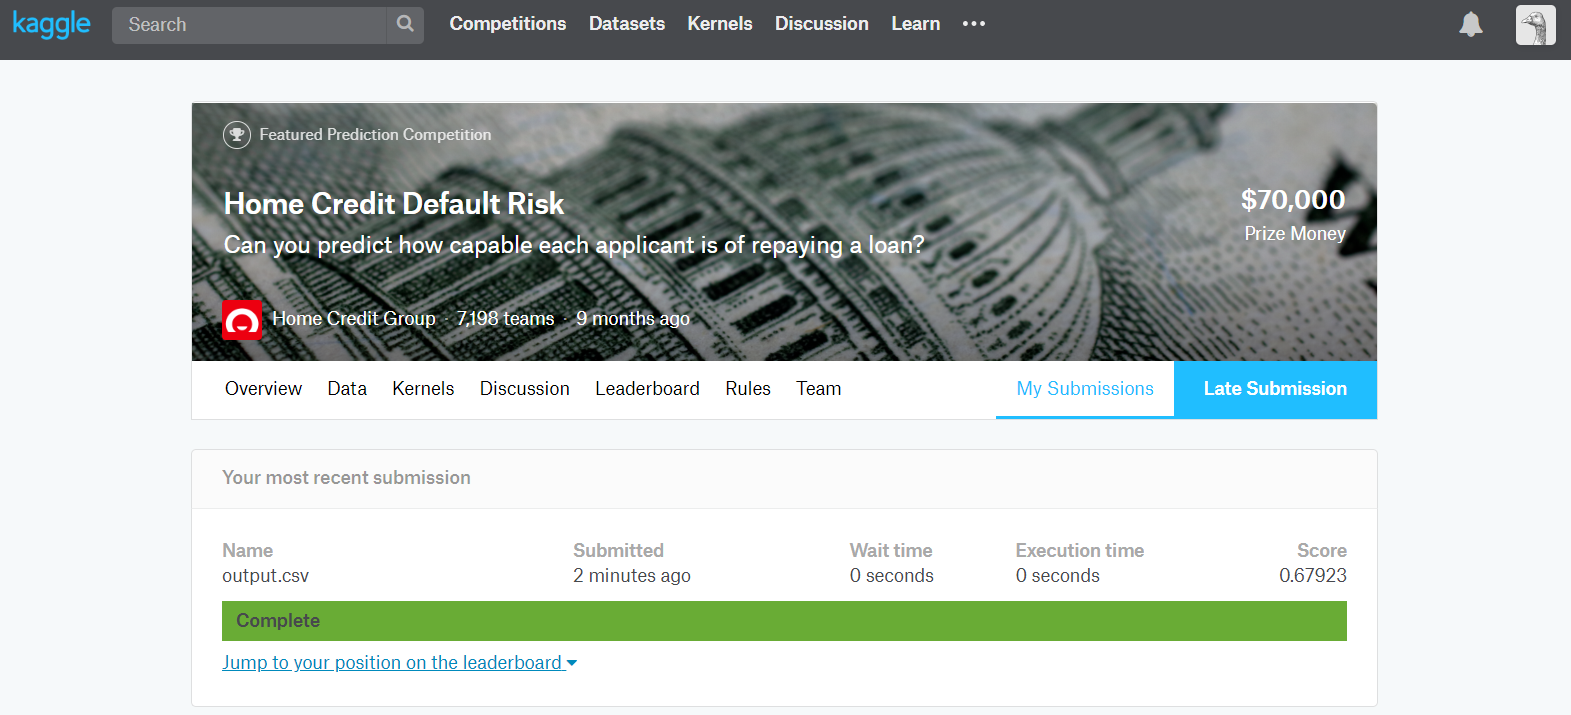 kaggle Search Competitions Datasets Kernels Discussion Learn
Featured Prediction Competition
Home Credit Default Risk
$70,000
Can you predict how capable each applicant is of repaying a loan?
Prize Money
Home Credit Group · 7,198 teams · 9 months ago
Overview Data Kernels Discussion Leaderboard Rules Team My Submissions Late Submission
Your most recent submission
Name Submitted Wait time Execution time Score
output.csv 2 minutes ago 0 seconds 0 seconds 0.67923
Complete
Jump to your position on the leaderboard